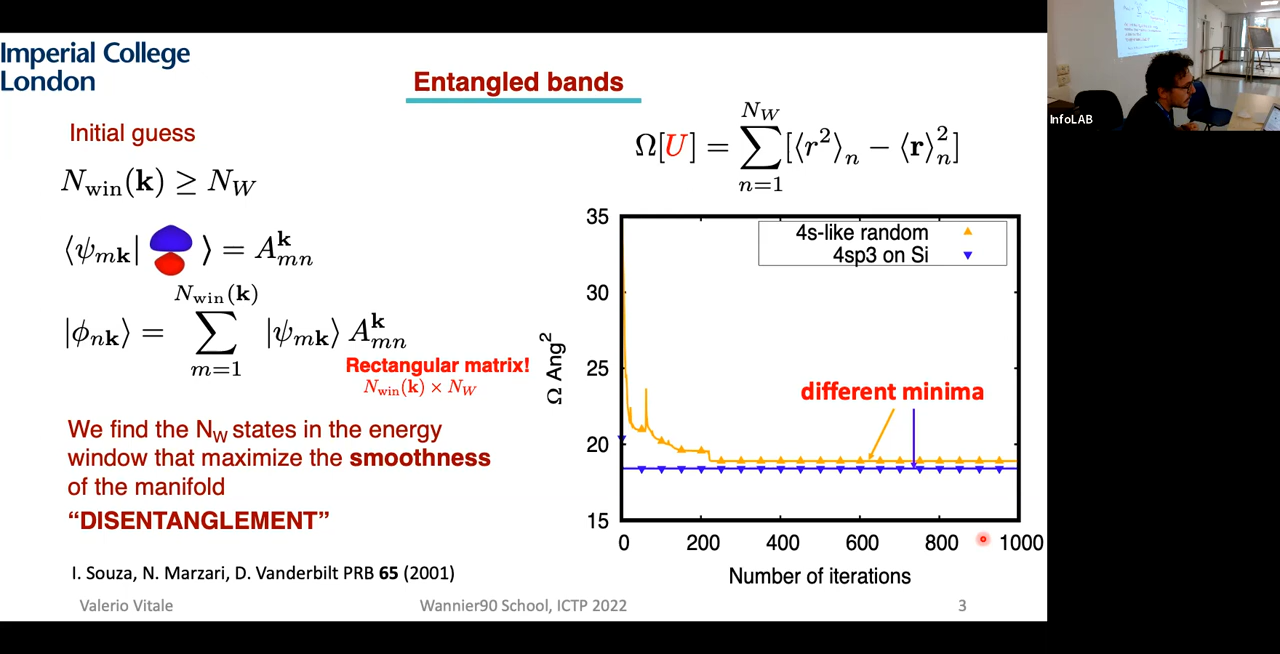 Imperial College
London
Entangled bands
Initial guess
N_win(k) ≥ N_W
⟨ψ_mk| ⟩ = A^k_mn
|φ_nk⟩ = Σ_{m=1}^{N_win(k)} |ψ_mk⟩ A^k_mn
Rectangular matrix!
N_win(k) × N_W
We find the N_W states in the energy
window that maximize the smoothness
of the manifold
“DISENTANGLEMENT”
I. Souza, N. Marzari, D. Vanderbilt PRB 65 (2001)
Ω[U] = Σ_{n=1}^{N_W} [⟨r²⟩_n − ⟨r⟩²_n]
4s-like random
4sp3 on Si
different minima
Ω Ang²
35
30
25
20
15
0 200 400 600 800 1000
Number of iterations
Valerio Vitale Wannier90 School, ICTP 2022 3
InfoLAB